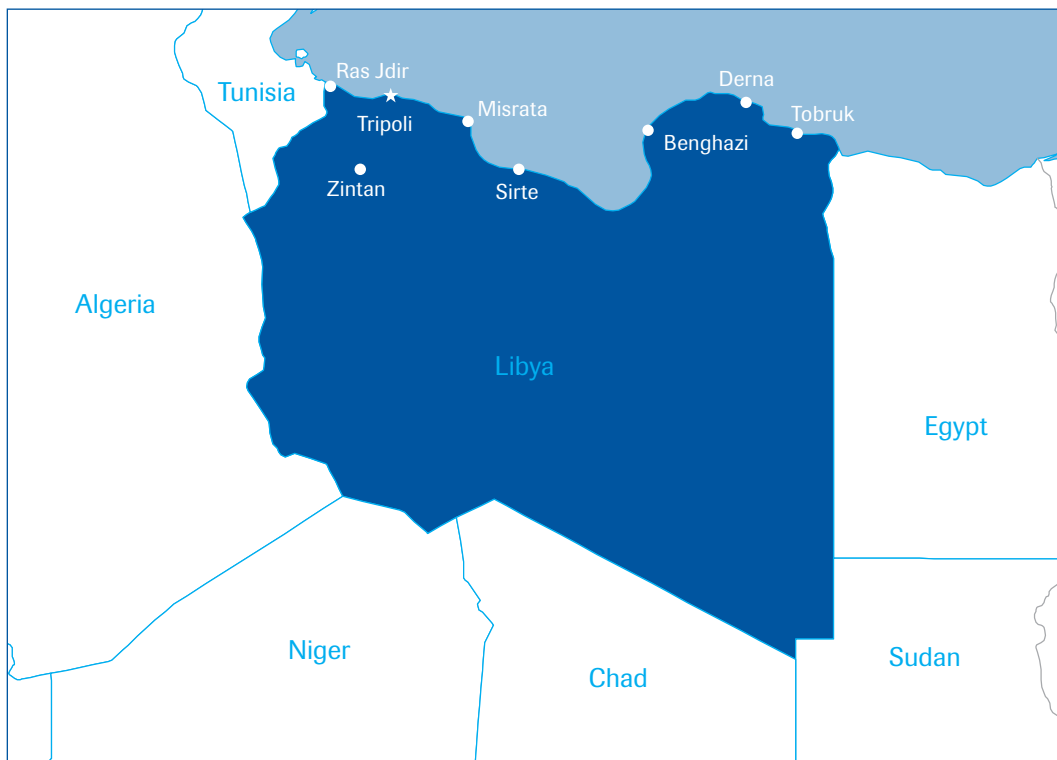 Ras Jdir
Tunisia
Derna
Misrata
Tobruk
Tripoli
Benghazi
Zintan
Sirte
Algeria
Libya
Egypt
Niger
Sudan
Chad